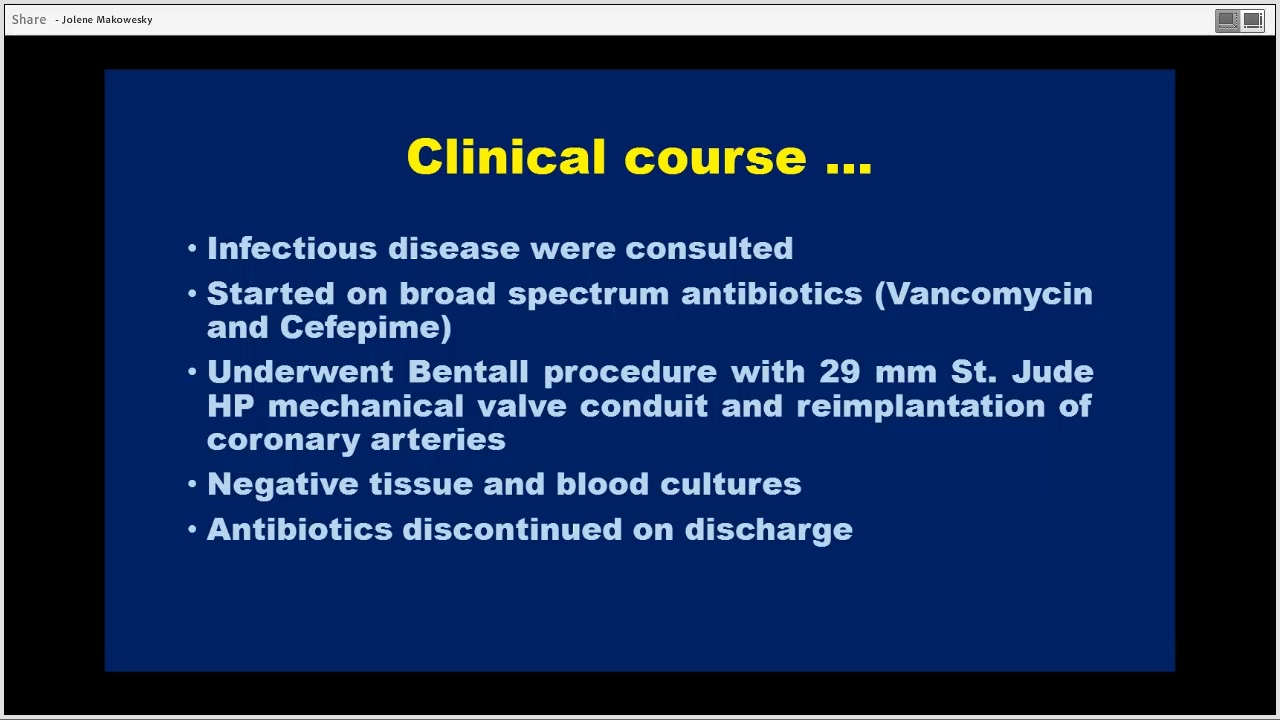 Share - Jolene Makowesky
Clinical course ...
• Infectious disease were consulted
• Started on broad spectrum antibiotics (Vancomycin
and Cefepime)
• Underwent Bentall procedure with 29 mm St. Jude
HP mechanical valve conduit and reimplantation of
coronary arteries
• Negative tissue and blood cultures
• Antibiotics discontinued on discharge